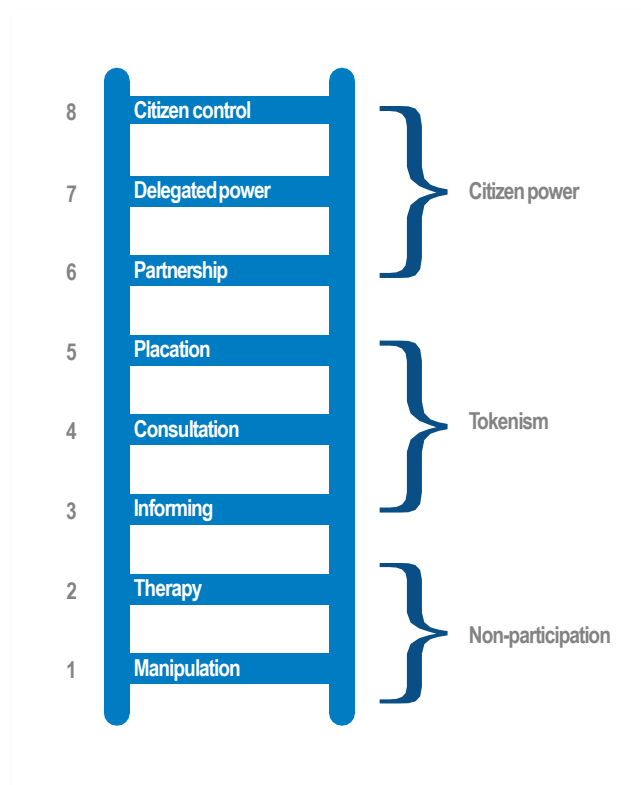 8 Citizen control
7 Delegated power
Citizen power
6 Partnership
5 Placation
4 Consultation
Tokenism
3 Informing
2 Therapy
Non-participation
1 Manipulation